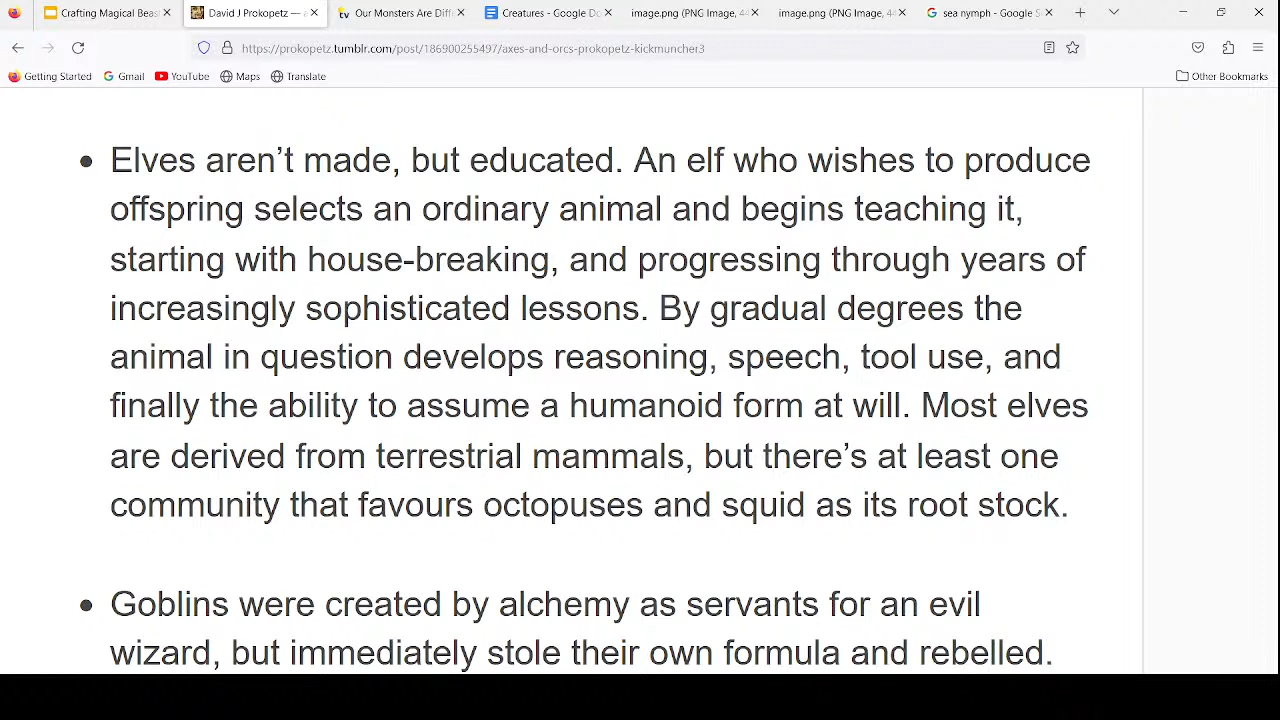 Crafting Magical Beas
David J Prokopetz — a
Our Monsters Are Diff
Creatures - Google Do
image.png (PNG Image, 44
image.png (PNG Image, 44
sea nymph - Google S
https://prokopetz.tumblr.com/post/186900255497/axes-and-orcs-prokopetz-kickmuncher3
Getting Started
Gmail
YouTube
Maps
Translate
Other Bookmarks
• Elves aren’t made, but educated. An elf who wishes to produce
offspring selects an ordinary animal and begins teaching it,
starting with house-breaking, and progressing through years of
increasingly sophisticated lessons. By gradual degrees the
animal in question develops reasoning, speech, tool use, and
finally the ability to assume a humanoid form at will. Most elves
are derived from terrestrial mammals, but there’s at least one
community that favours octopuses and squid as its root stock.
• Goblins were created by alchemy as servants for an evil
wizard, but immediately stole their own formula and rebelled.